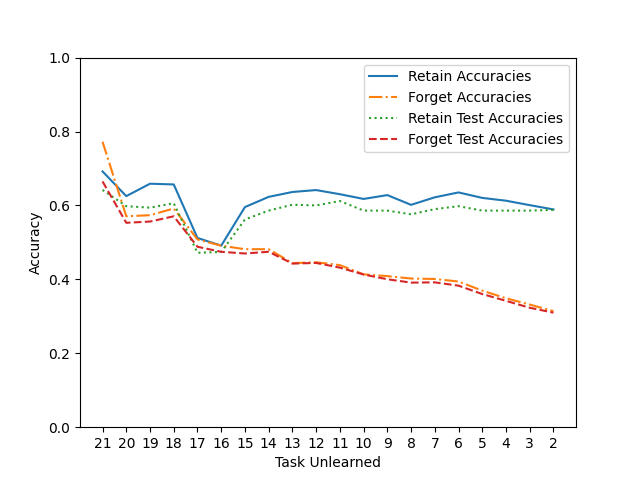 1.0
0.8
0.6
0.4
0.2
0.0
Accuracy
Retain Accuracies
Forget Accuracies
Retain Test Accuracies
Forget Test Accuracies
21 20 19 18 17 16 15 14 13 12 11 10 9 8 7 6 5 4 3 2
Task Unlearned